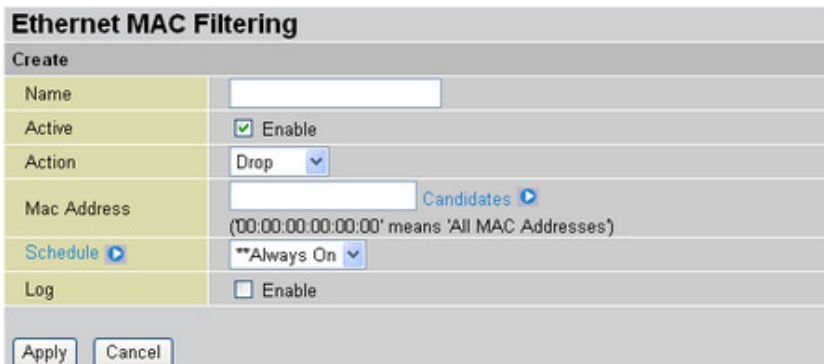 Ethernet MAC Filtering
Create
Name
Active Enable
Action Drop
Mac Address Candidates
('00:00:00:00:00:00' means 'All MAC Addresses')
Schedule **Always On
Log Enable
Apply Cancel